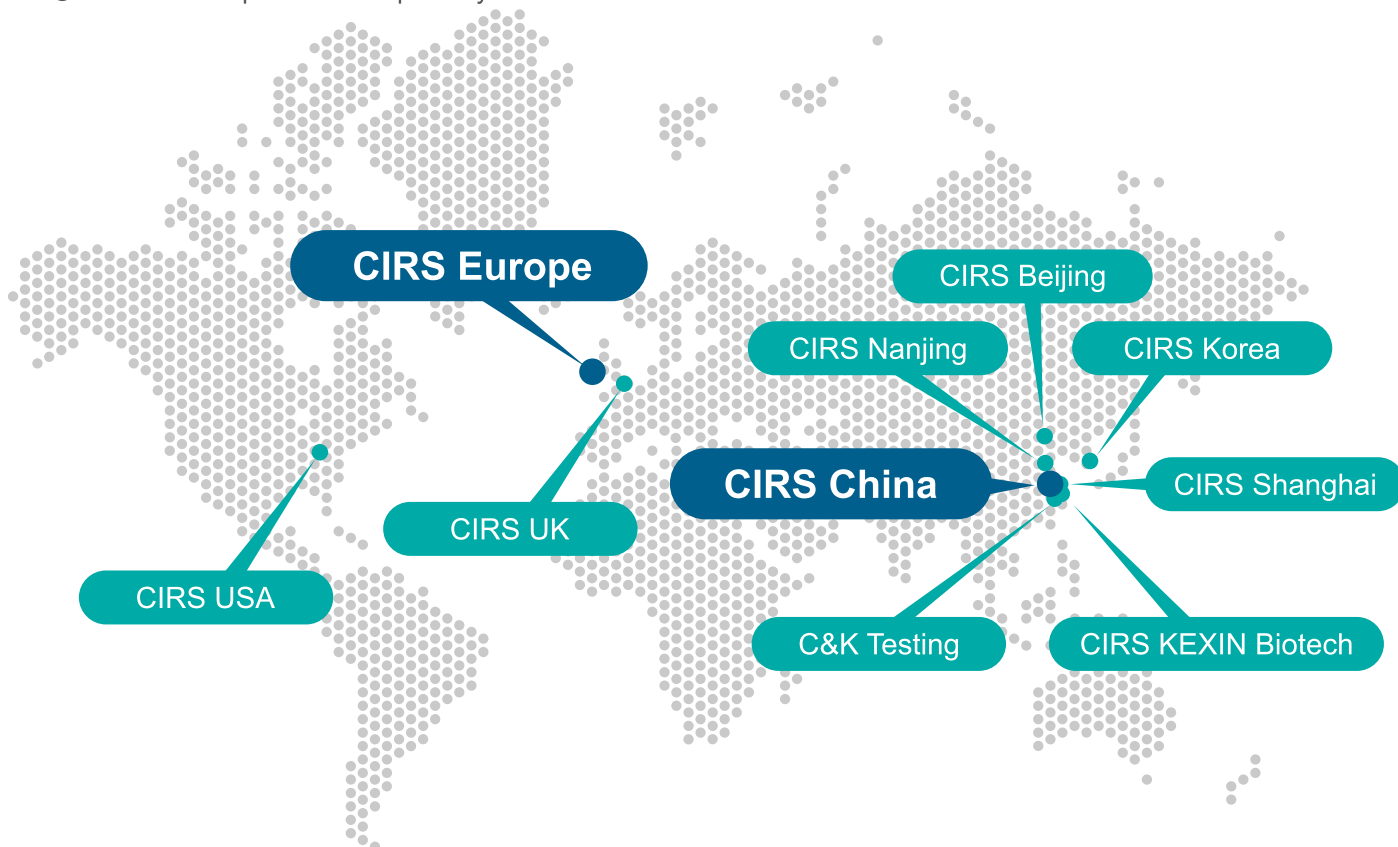 CIRS Europe
CIRS Beijing
CIRS Nanjing
CIRS Korea
CIRS China
CIRS Shanghai
CIRS UK
CIRS USA
C&K Testing
CIRS KEXIN Biotech